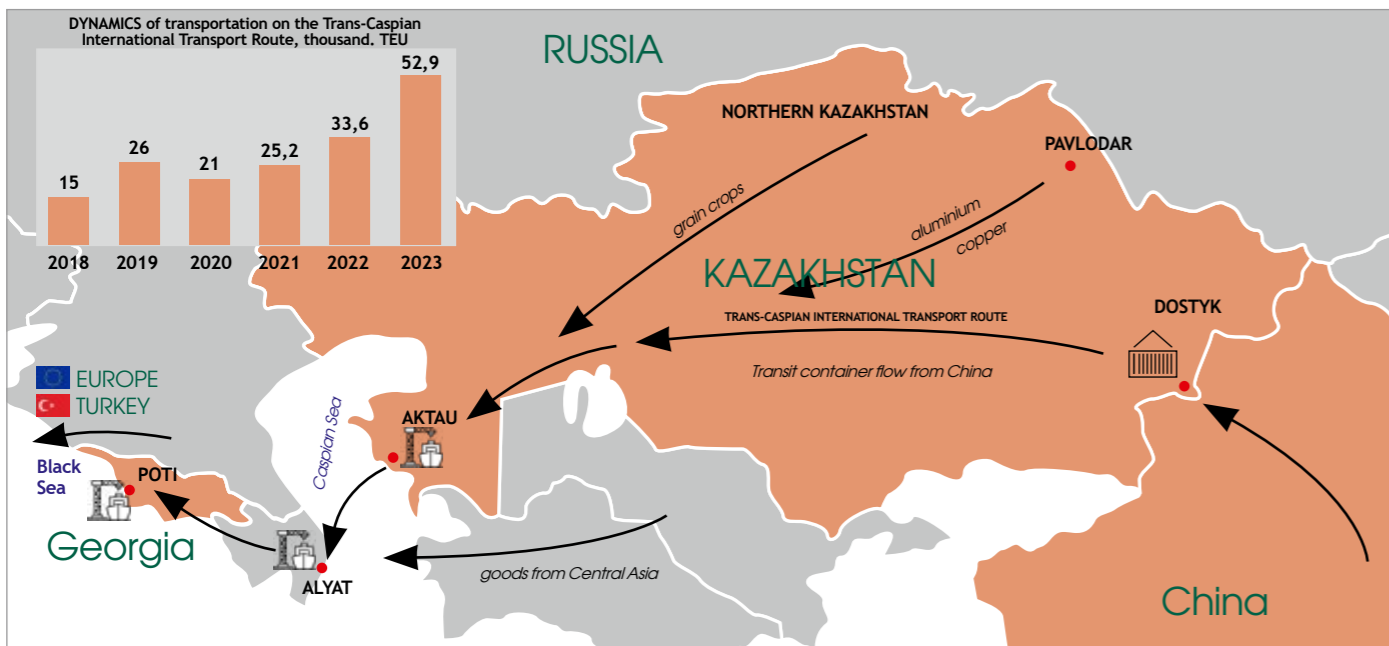 DYNAMICS of transportation on the Trans-Caspian
International Transport Route, thousand. TEU
15
26
21
25,2
33,6
52,9
2018
2019
2020
2021
2022
2023
RUSSIA
NORTHERN KAZAKHSTAN
PAVLODAR
grain crops
aluminium
copper
KAZAKHSTAN
TRANS-CASPIAN INTERNATIONAL TRANSPORT ROUTE
Transit container flow from China
DOSTYK
EUROPE
TURKEY
Caspian Sea
AKTAU
Black
Sea
POTI
Georgia
ALYAT
goods from Central Asia
China